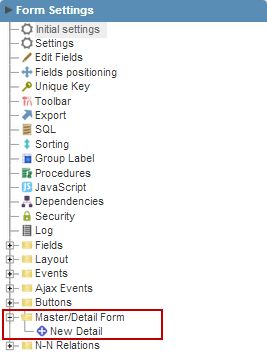 Form Settings
Initial settings
Settings
Edit Fields
Fields positioning
Unique Key
Toolbar
Export
SQL
Sorting
Group Label
Procedures
JavaScript
Dependencies
Security
Log
Fields
Layout
Events
Ajax Events
Buttons
Master/Detail Form
New Detail
N-N Relations